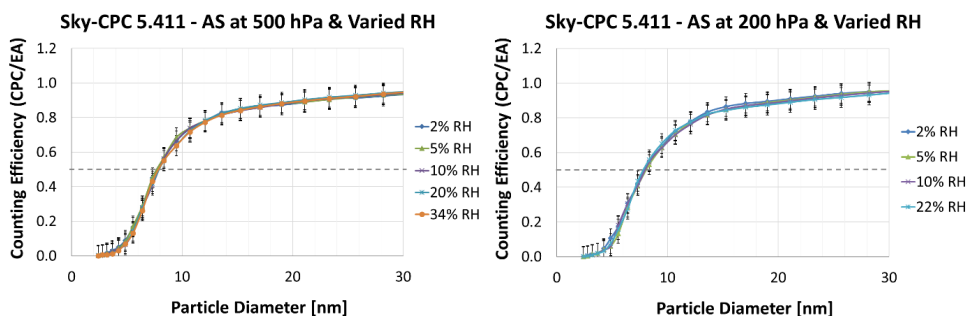 Sky-CPC 5.411 - AS at 500 hPa & Varied RH
Counting Efficiency (CPC/EA)
1.2
1.0
0.8
0.6
0.4
0.2
0.0
0
10
20
30
Particle Diameter [nm]
2% RH
5% RH
10% RH
20% RH
34% RH
Sky-CPC 5.411 - AS at 200 hPa & Varied RH
Counting Efficiency (CPC/EA)
1.2
1.0
0.8
0.6
0.4
0.2
0.0
0
10
20
30
Particle Diameter [nm]
2% RH
5% RH
10% RH
22% RH